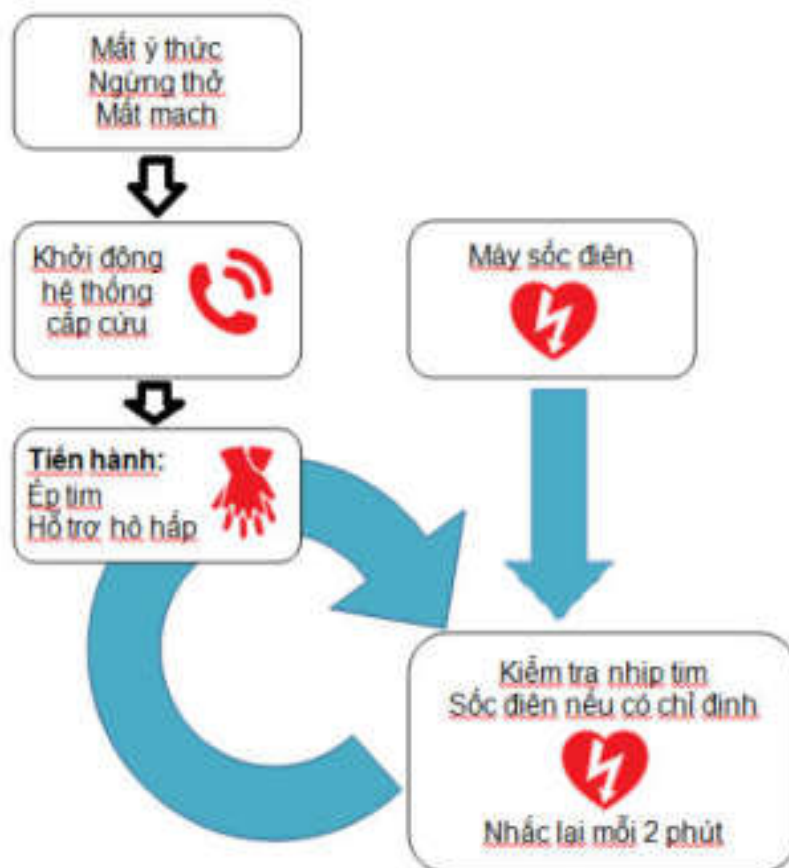 Mất ý thức
Ngừng thở
Mất mạch
Khởi động
hệ thống
cấp cứu
Máy sốc điện
Tiến hành:
Ép tim
Hỗ trợ hô hấp
Kiểm tra nhịp tim
Sốc điện nếu có chỉ định
Nhắc lại mỗi 2 phút